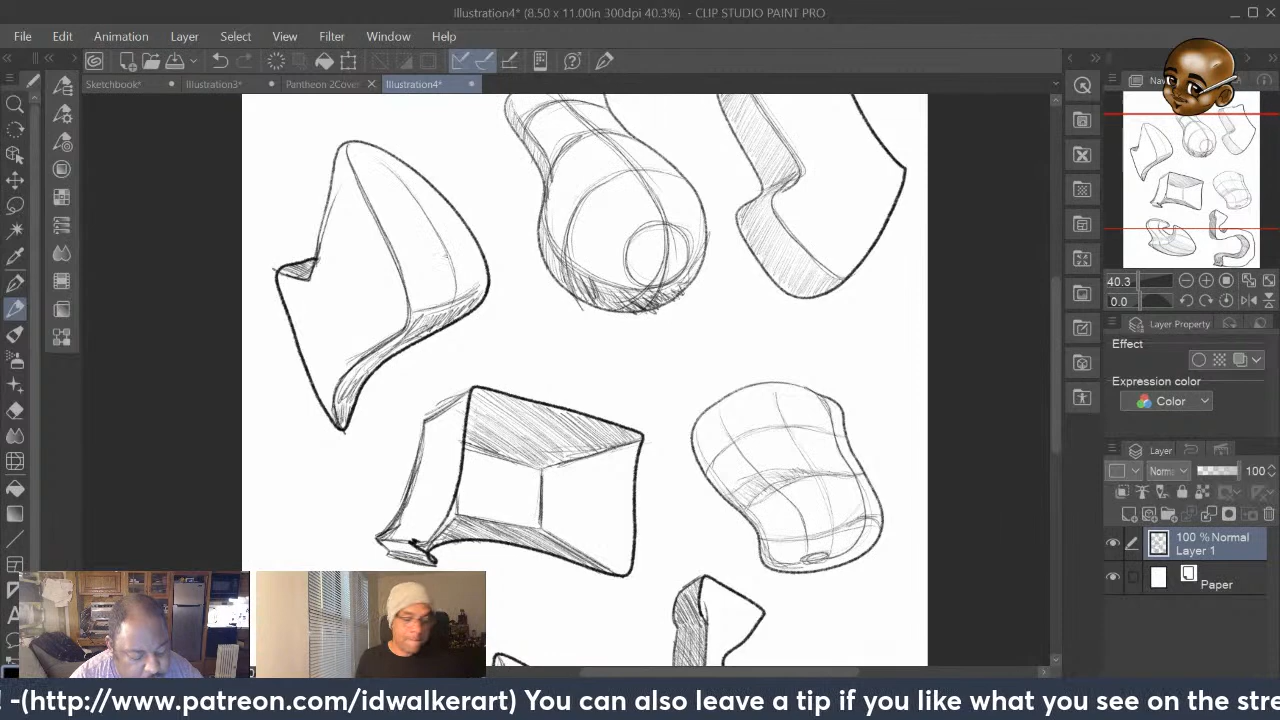 Illustration4* (8.50 x 11.00in 300dpi 40.3%) - CLIP STUDIO PAINT PRO
File Edit Animation Layer Select View Filter Window Help
Sketchbook* Illustration3* Pantheon 2Cover Illustration4*
40.3
0.0
Layer Property
Effect
Expression color
Color
Layer
Norm 100
100 % Normal
Layer 1
Paper
! -(http://www.patreon.com/idwalkerart) You can also leave a tip if you like what you see on the stre